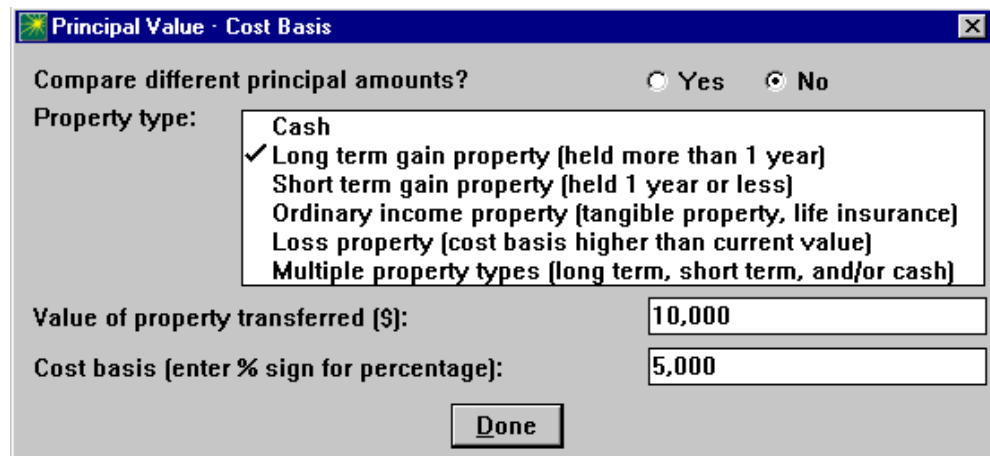 Principal Value - Cost Basis
Compare different principal amounts? Yes No
Property type:
Cash
Long term gain property (held more than 1 year)
Short term gain property (held 1 year or less)
Ordinary income property (tangible property, life insurance)
Loss property (cost basis higher than current value)
Multiple property types (long term, short term, and/or cash)
Value of property transferred ($): 10,000
Cost basis (enter % sign for percentage): 5,000
Done